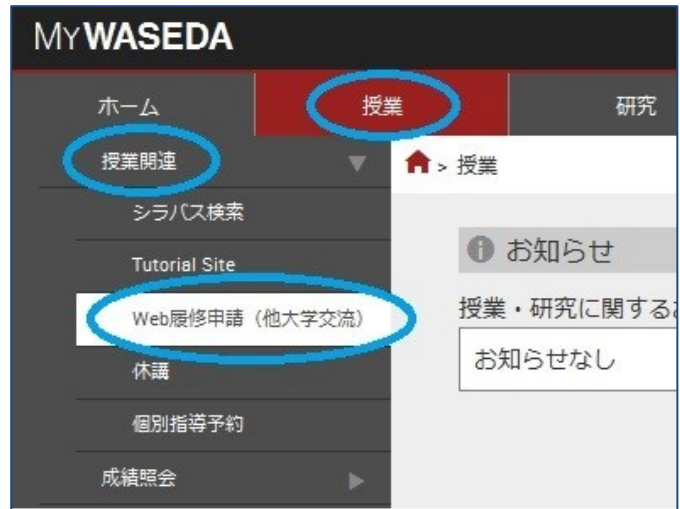 MyWASEDA
ホーム 授業 研究
授業関連
> 授業
シラバス検索
お知らせ
Tutorial Site
授業・研究に関する
Web履修申請（他大学交流）
お知らせなし
休講
個別指導予約
成績照会